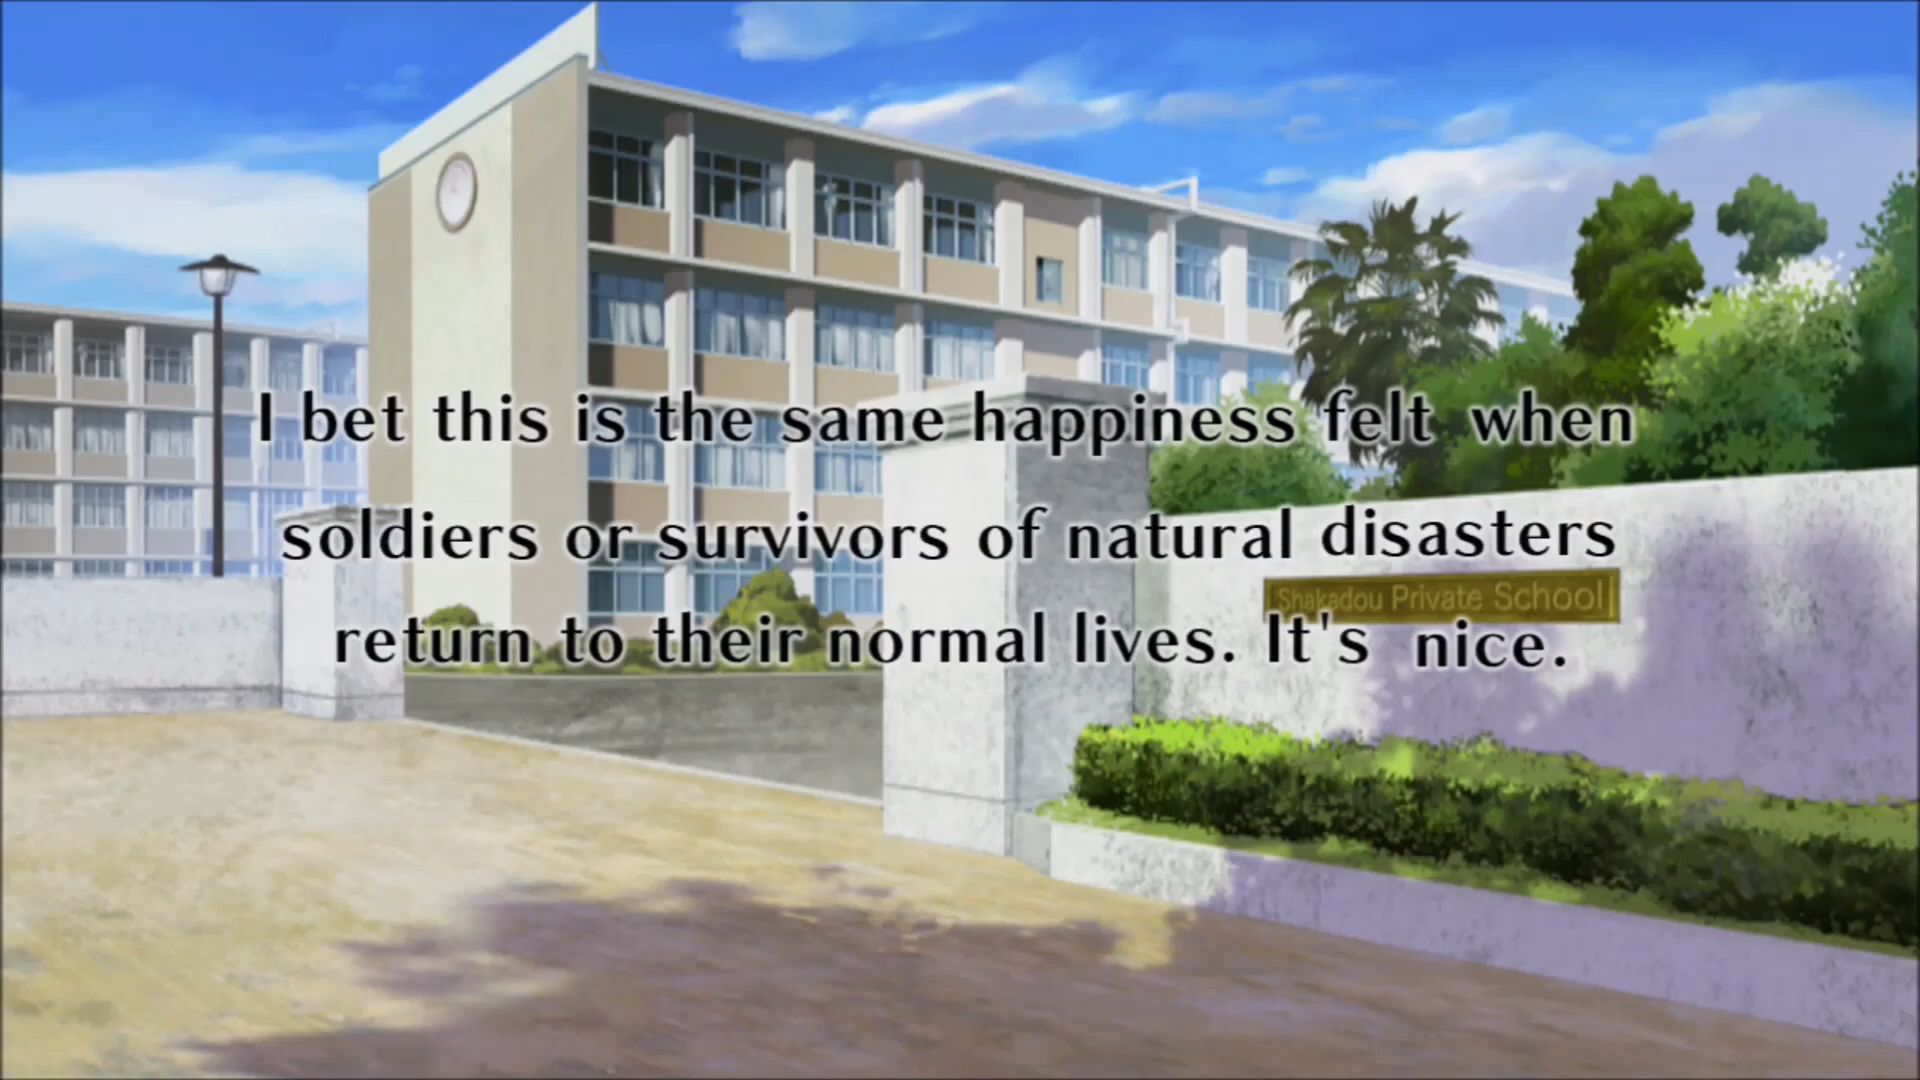 I bet this is the same happiness felt when
soldiers or survivors of natural disasters
Shakadou Private School
return to their normal lives. It's nice.